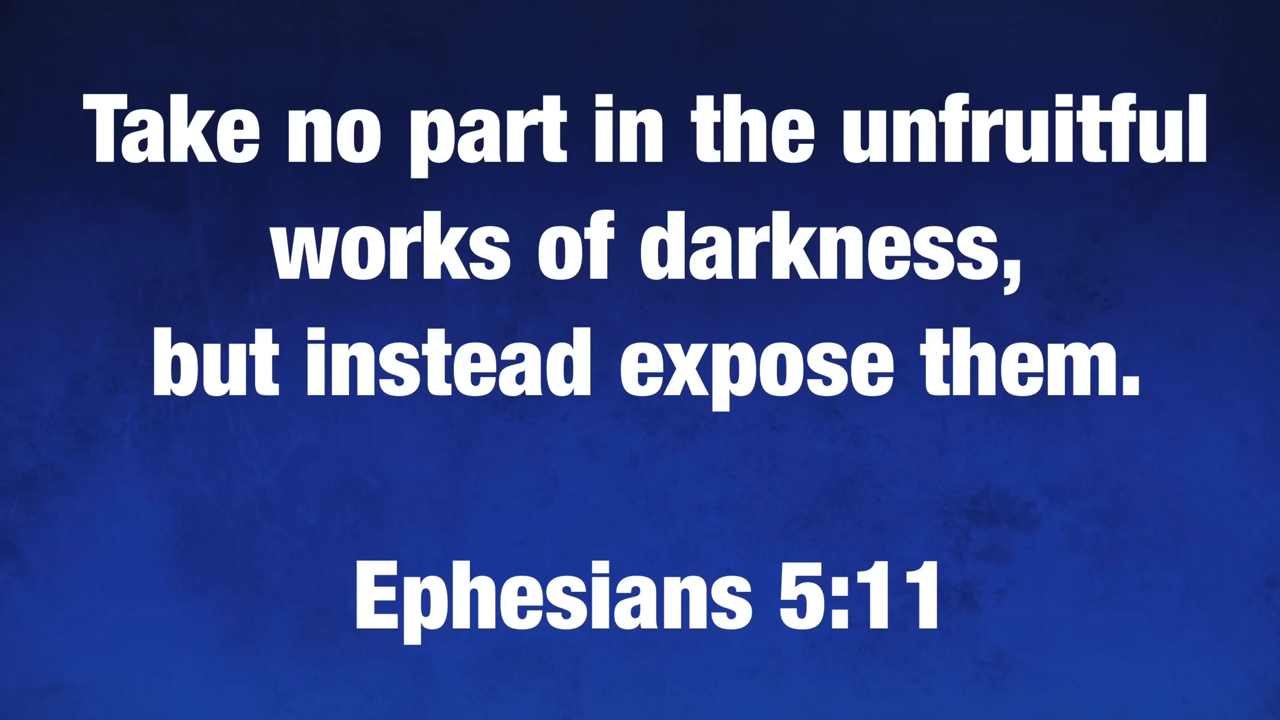 Take no part in the unfruitful
works of darkness,
but instead expose them.
Ephesians 5:11